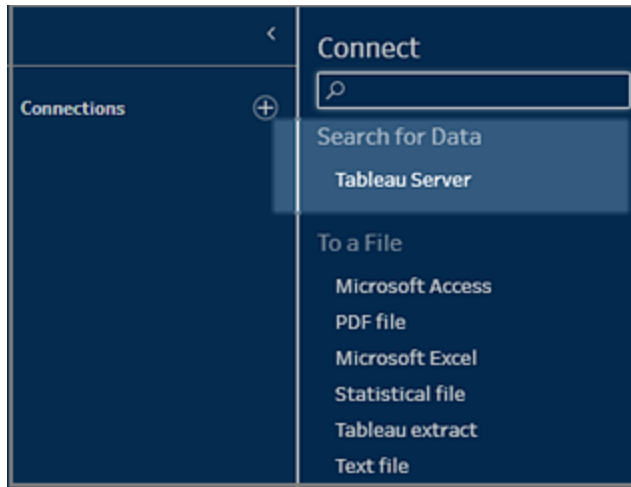 Connect
Connections
Search for Data
Tableau Server
To a File
Microsoft Access
PDF file
Microsoft Excel
Statistical file
Tableau extract
Text file